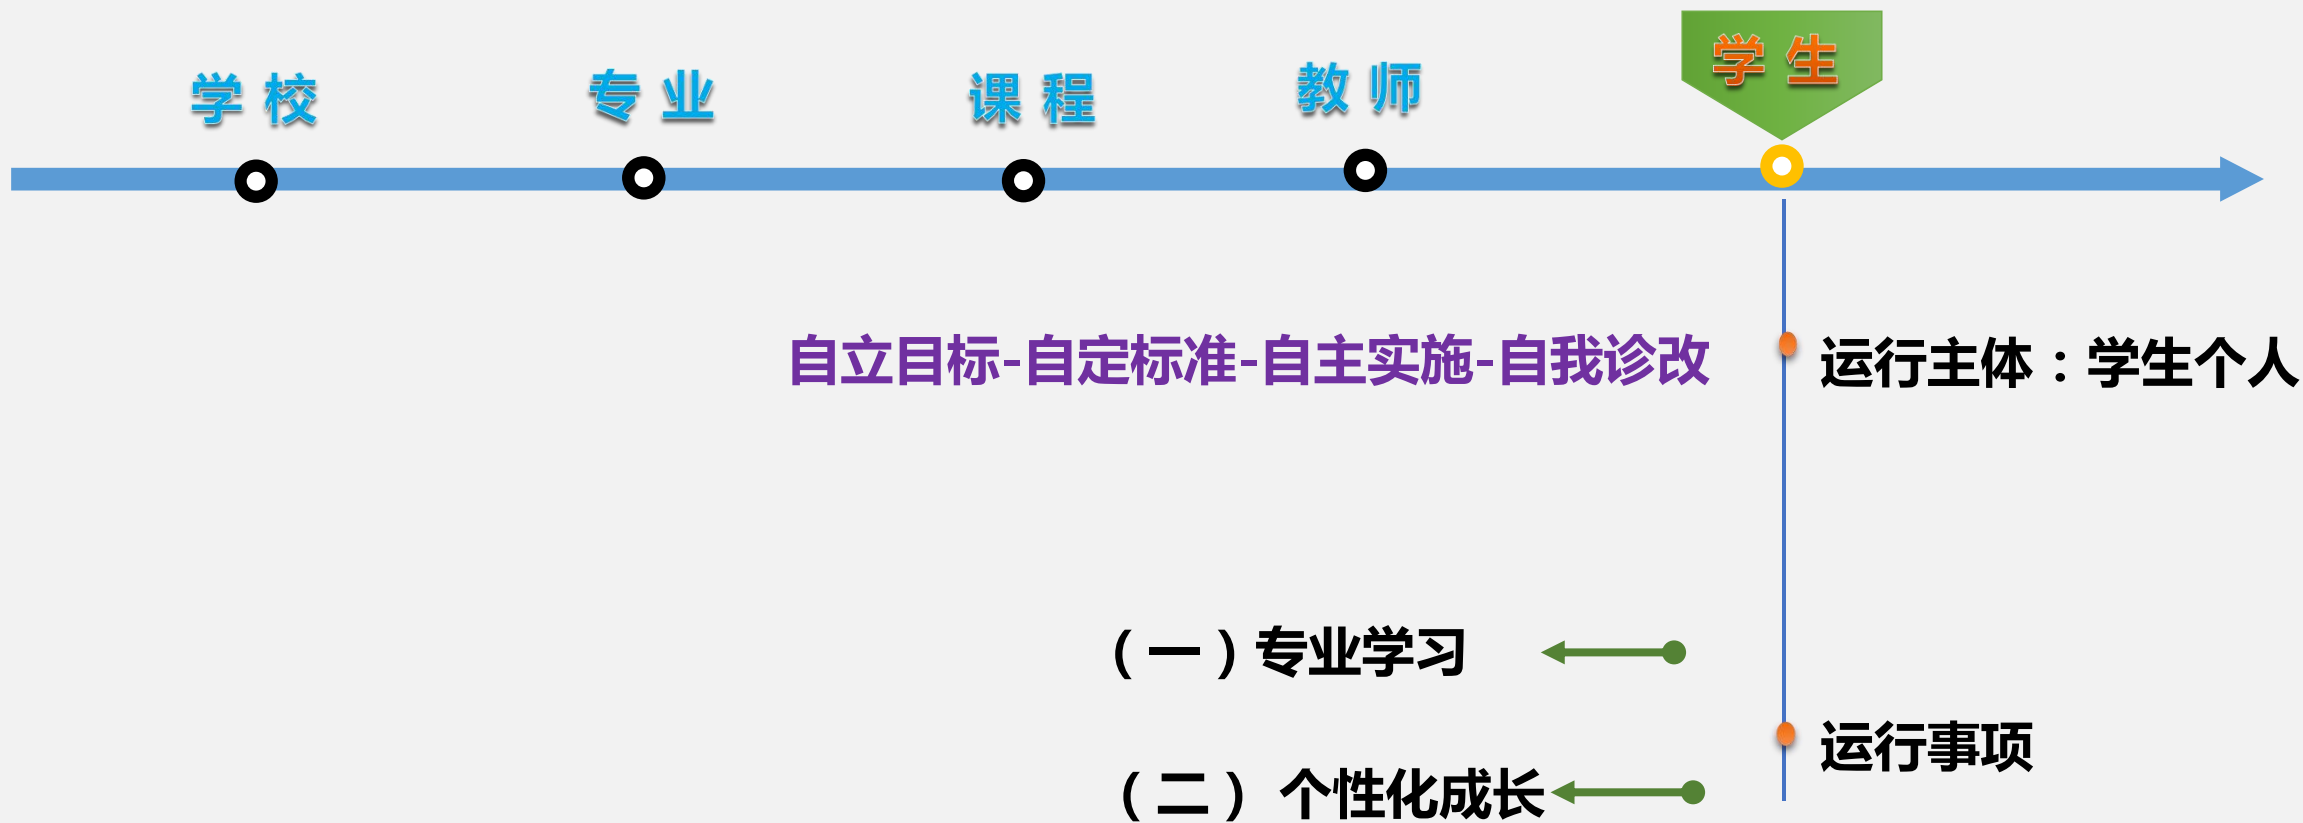 学 校
专 业
课 程
教 师
学 生
自立目标-自定标准-自主实施-自我诊改
运行主体：学生个人
（一）专业学习
运行事项
（二） 个性化成长